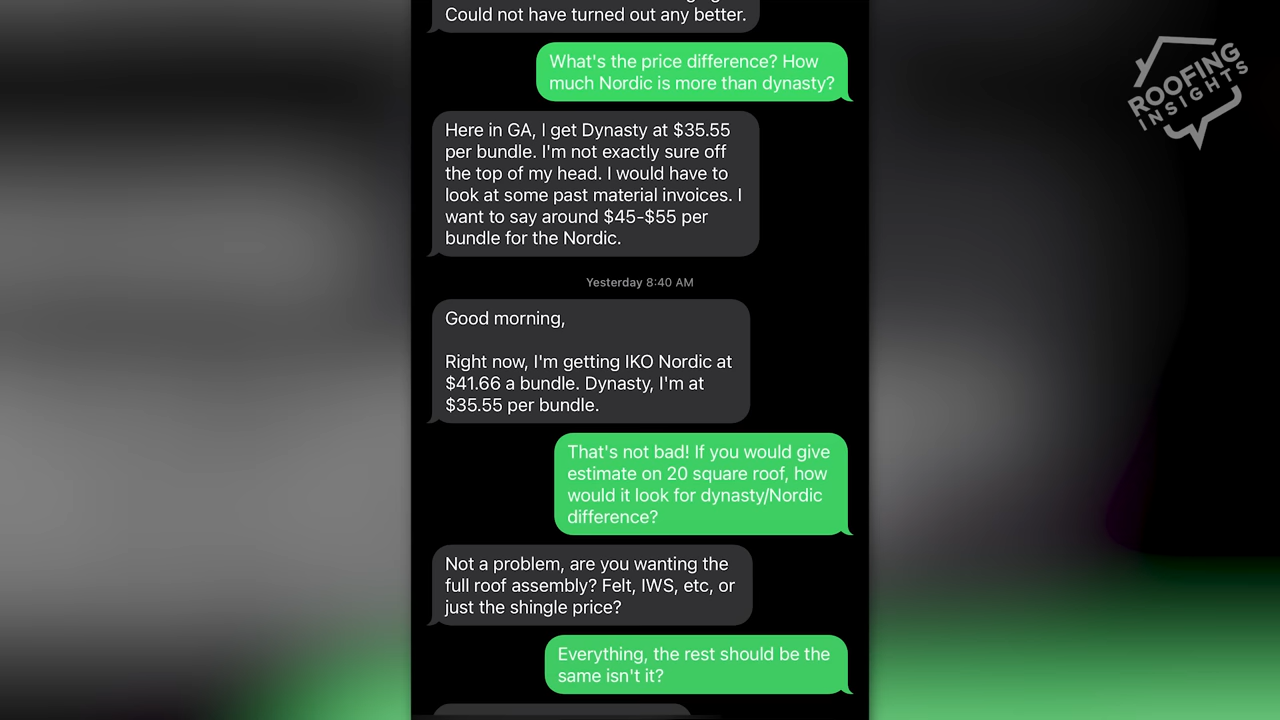 Could not have turned out any better.
What's the price difference? How
much Nordic is more than dynasty?
Here in GA, I get Dynasty at $35.55
per bundle. I'm not exactly sure off
the top of my head. I would have to
look at some past material invoices. I
want to say around $45-$55 per
bundle for the Nordic.
Yesterday 8:40 AM
Good morning,
Right now, I'm getting IKO Nordic at
$41.66 a bundle. Dynasty, I'm at
$35.55 per bundle.
That's not bad! If you would give
estimate on 20 square roof, how
would it look for dynasty/Nordic
difference?
Not a problem, are you wanting the
full roof assembly? Felt, IWS, etc, or
just the shingle price?
Everything, the rest should be the
same isn't it?
ROOFING
INSIGHTS